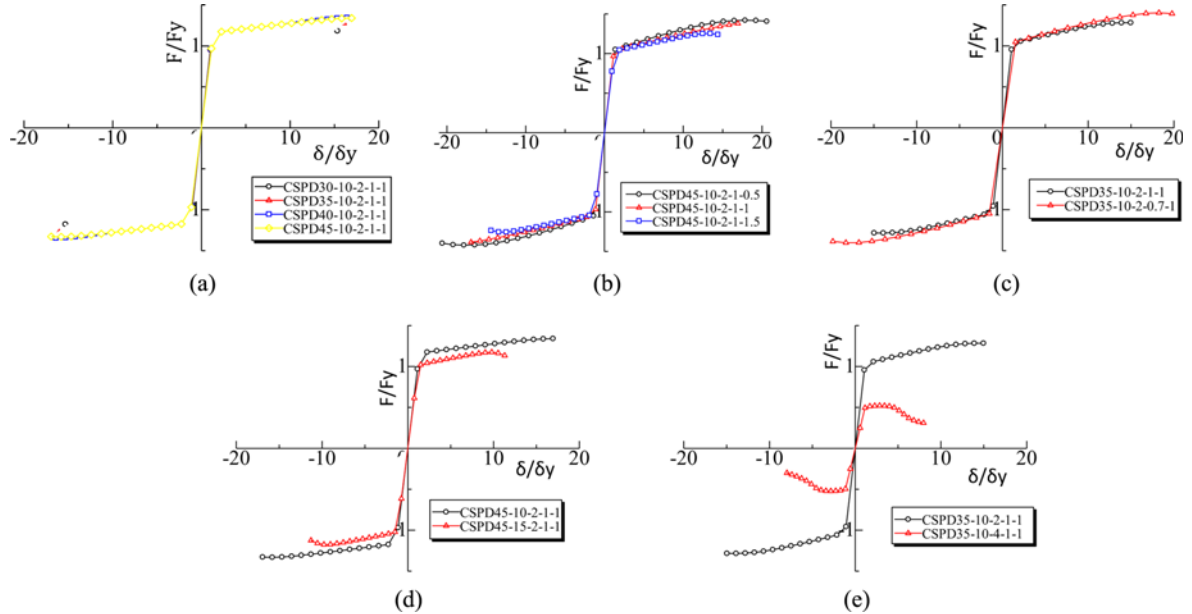 F/Fy
1
-20
-10
10
20
δ/δy
1
CSPD30-10-2-1-1
CSPD35-10-2-1-1
CSPD40-10-2-1-1
CSPD45-10-2-1-1
(a)
F/Fy
1
-20
-10
0
10
20
δ/δy
1
CSPD45-10-2-1-0.5
CSPD45-10-2-1-1
CSPD45-10-2-1-1.5
(b)
F/Fy
1
-20
-10
0
10
20
δ/δy
1
CSPD35-10-2-1-1
CSPD35-10-2-0.7-1
(c)
F/Fy
1
-20
-10
10
20
δ/δy
1
CSPD45-10-2-1-1
CSPD45-15-2-1-1
(d)
F/Fy
1
-20
-10
0
10
20
δ/δy
1
CSPD35-10-2-1-1
CSPD35-10-4-1-1
(e)